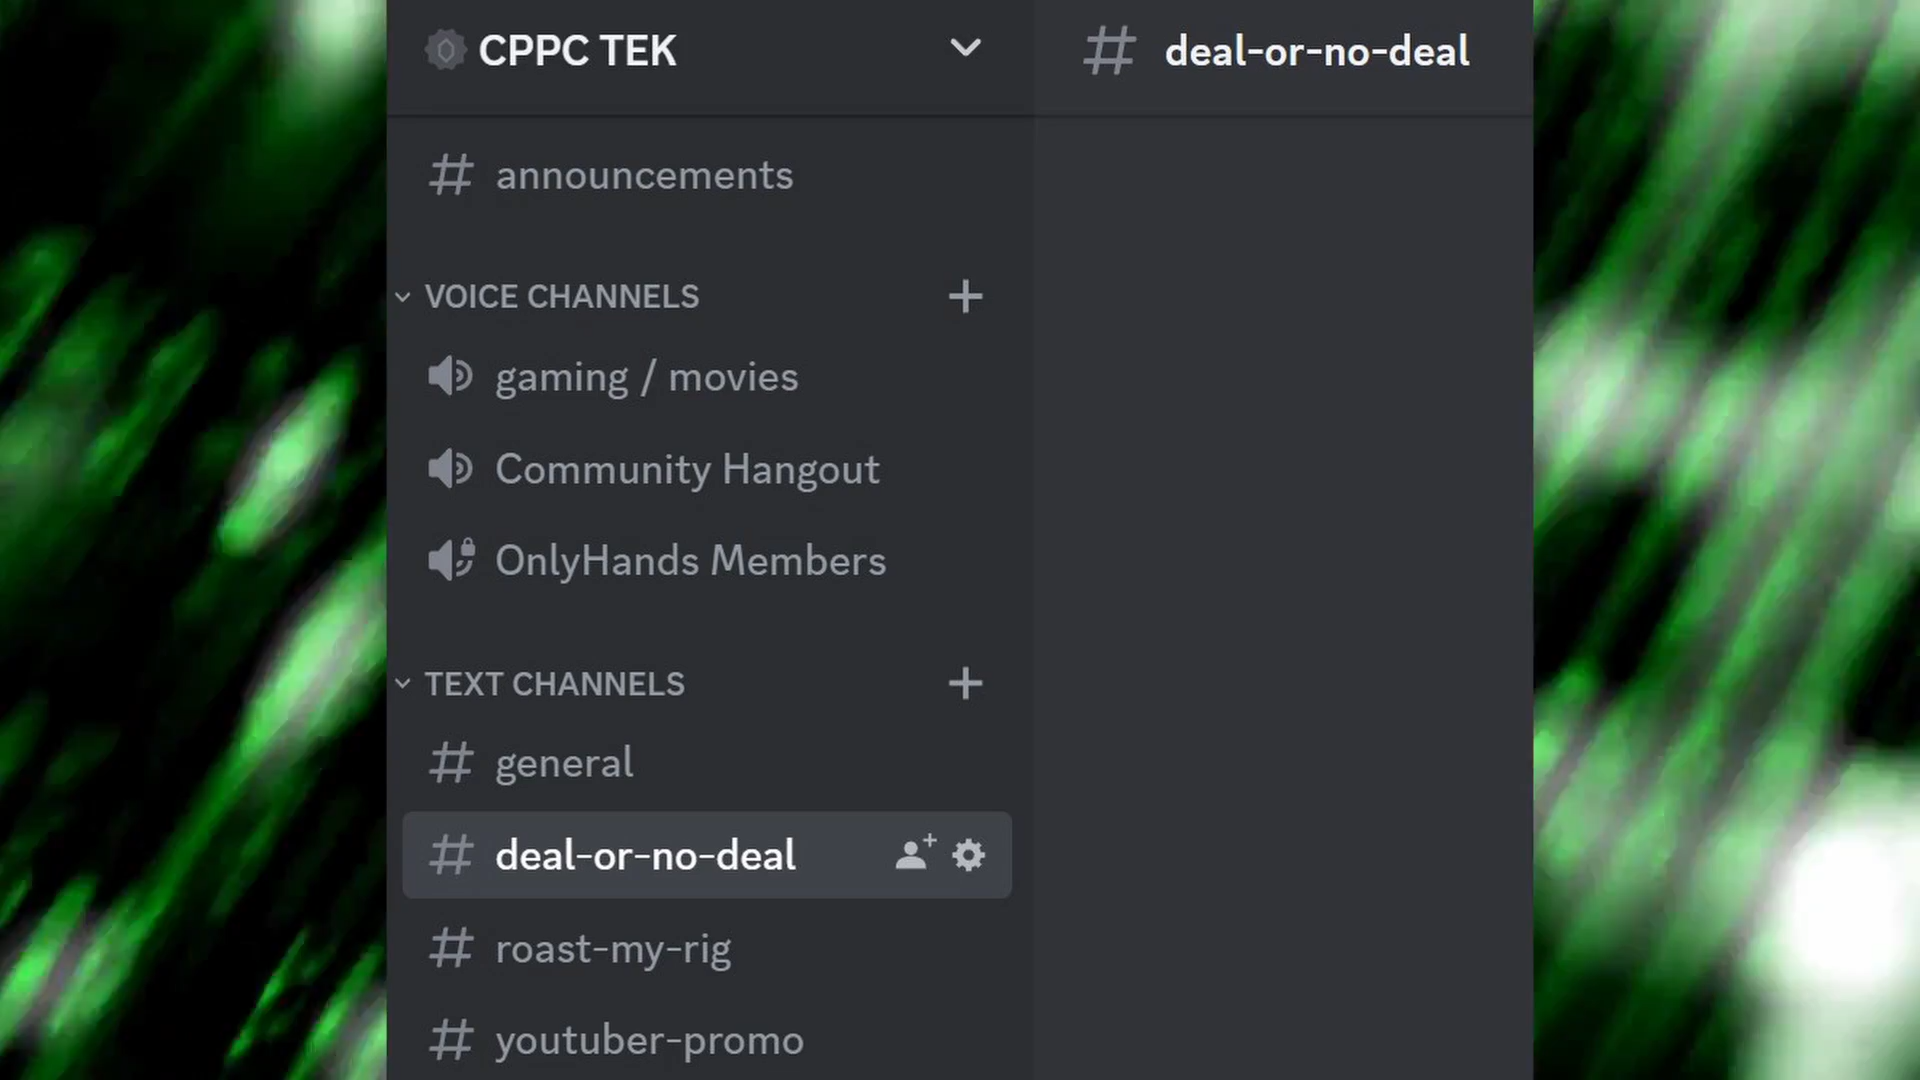 CPPC TEK
deal-or-no-deal
announcements
VOICE CHANNELS
gaming / movies
Community Hangout
OnlyHands Members
TEXT CHANNELS
general
deal-or-no-deal
roast-my-rig
youtuber-promo